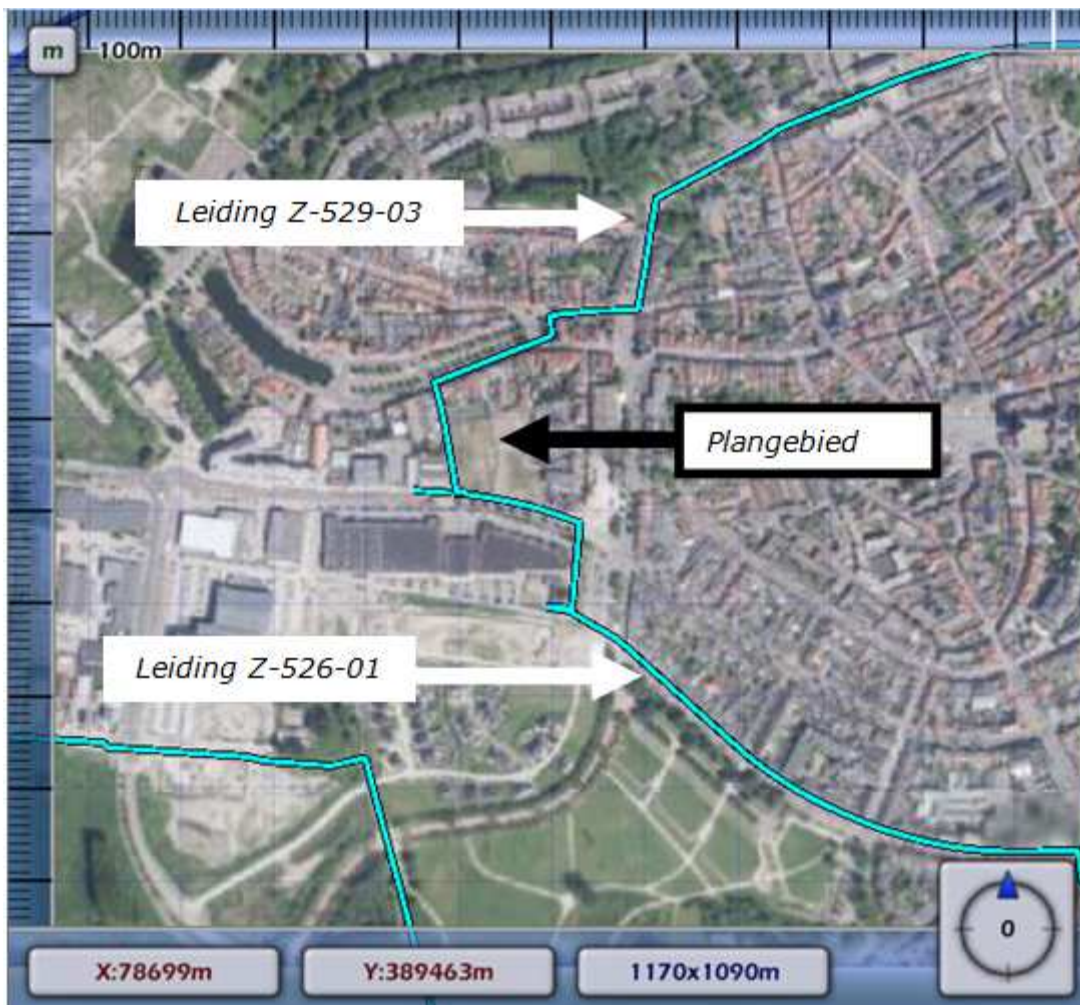 m
100m
Leiding Z-529-03
Plangebied
Leiding Z-526-01
0
X:78699m
Y:389463m
1170x1090m